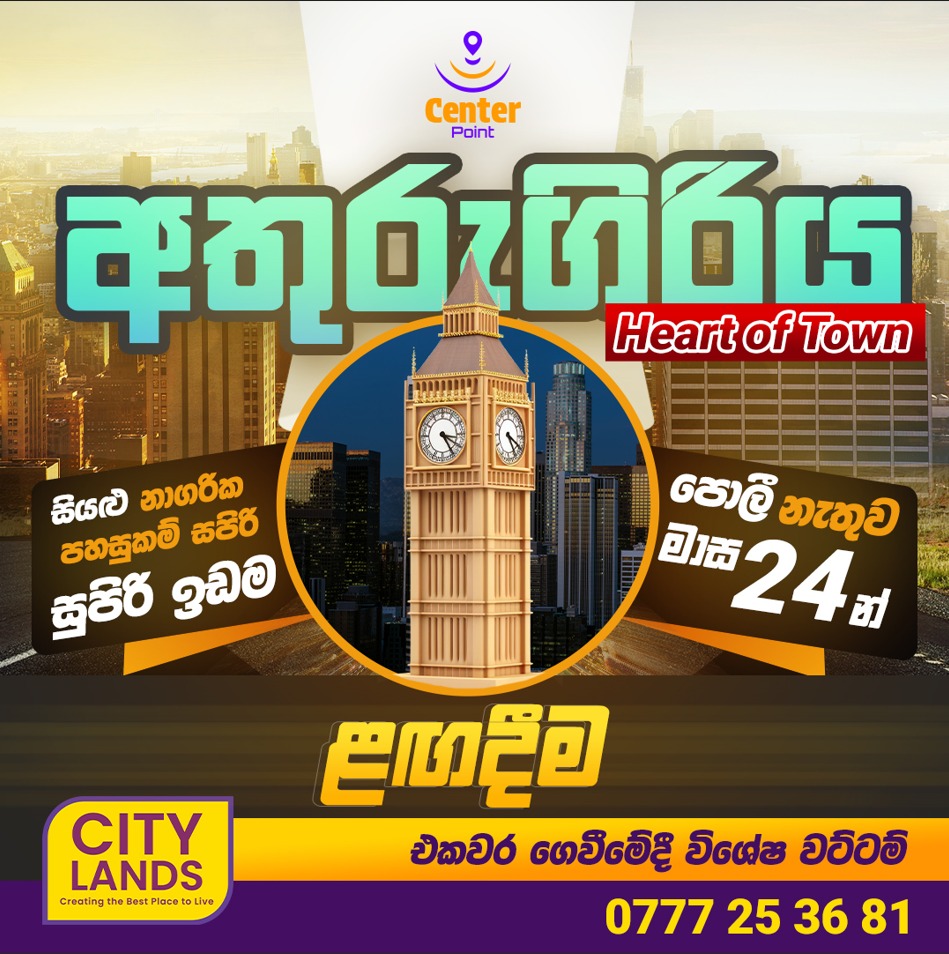 Center
Point
අතුරුගිරිය
Heart of Town
සියළු නාගරික
පහසුකම් සපිරි
සුපිරි ඉඩම
පොලී නැතුව
මාස 24න්
ළඟදීම
CITY
LANDS
Creating the Best Place to Live
එකවර ගෙවීමේදී විශේෂ වට්ටම්
0777 25 36 81